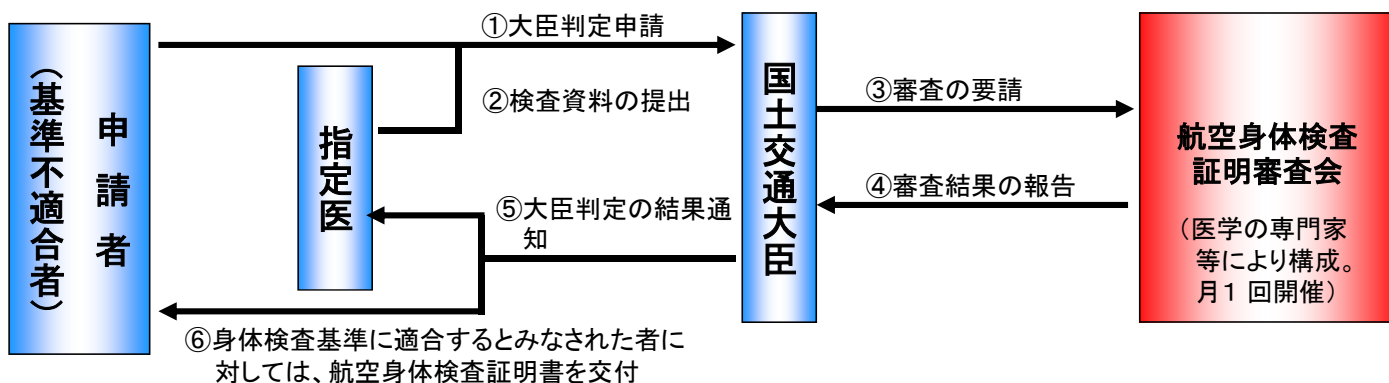 申請者
（基準不適合者）
指定医
①大臣判定申請
②検査資料の提出
国土交通大臣
③審査の要請
④審査結果の報告
航空身体検査
証明審査会
（医学の専門家
等により構成。
月１回開催）
⑤大臣判定の結果通
知
⑥身体検査基準に適合するとみなされた者に
対しては、航空身体検査証明書を交付